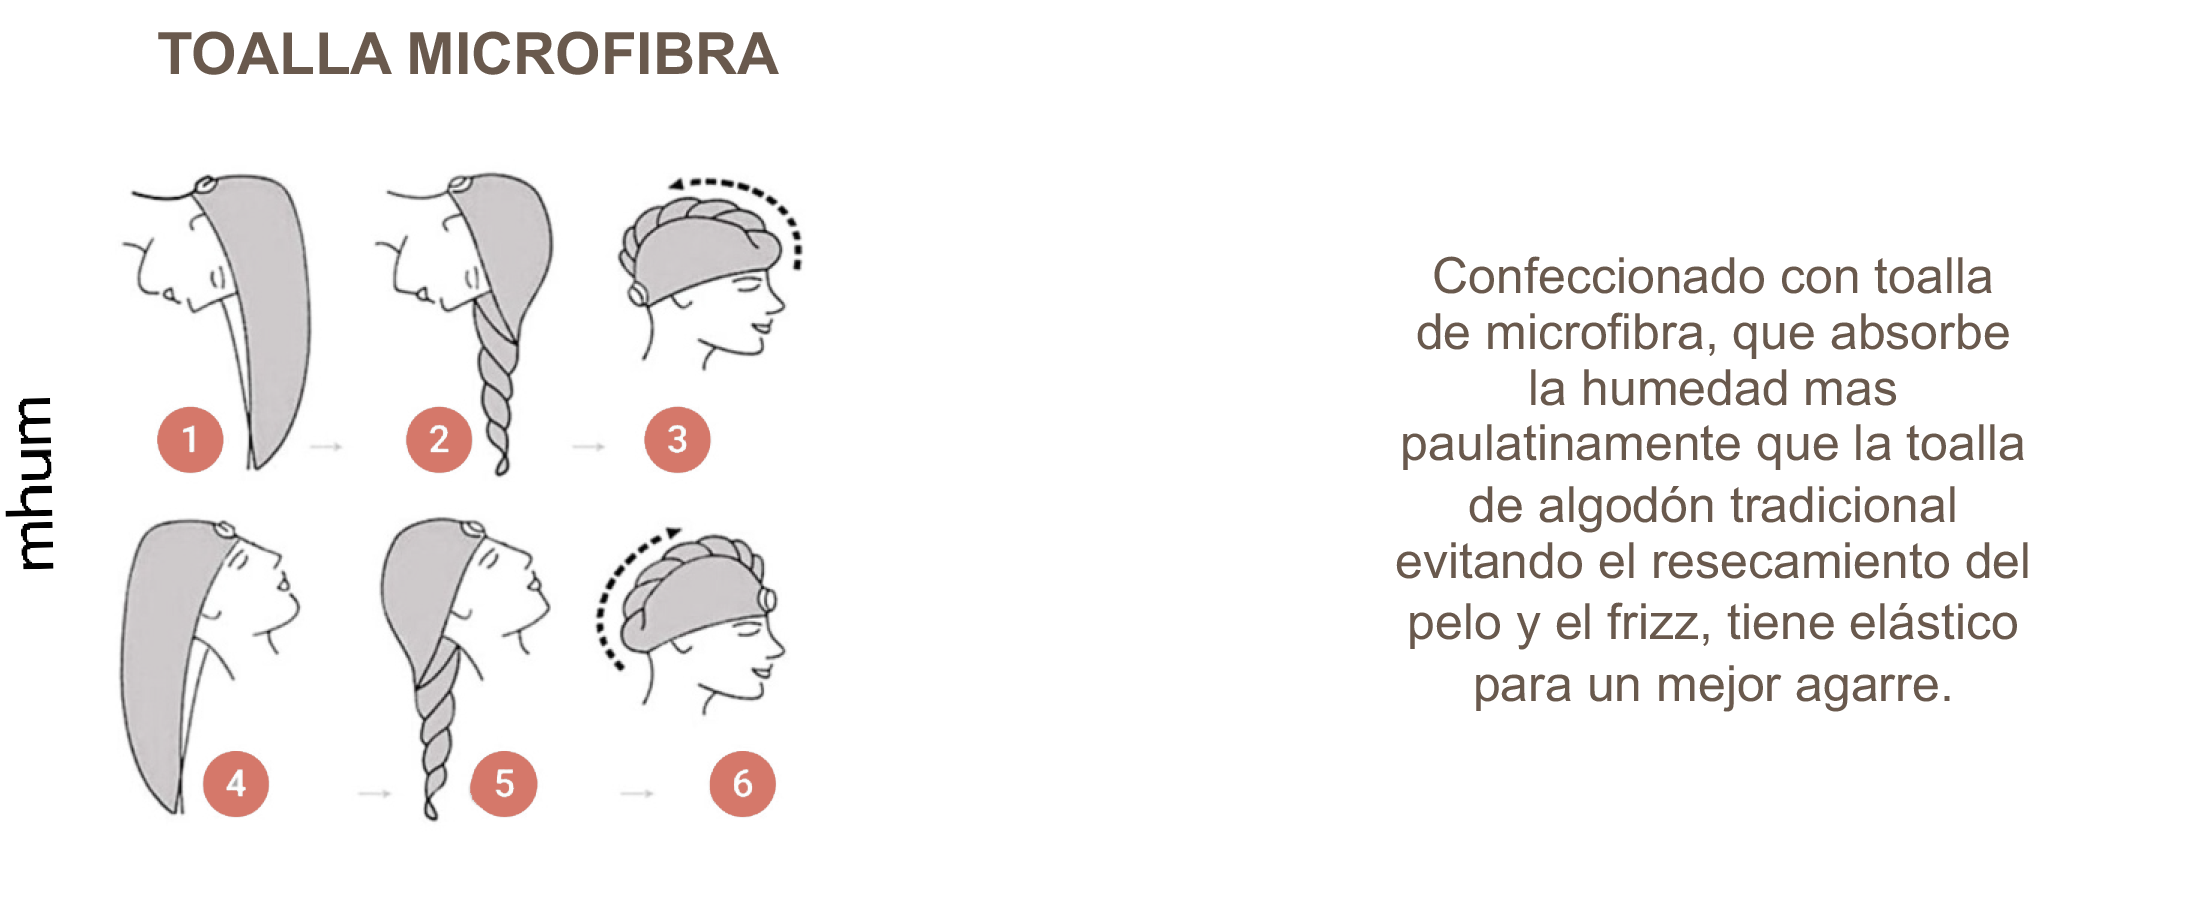 TOALLA MICROFIBRA
mhum
1
2
3
4
5
6
Confeccionado con toalla
de microfibra, que absorbe
la humedad mas
paulatinamente que la toalla
de algodón tradicional
evitando el resecamiento del
pelo y el frizz, tiene elástico
para un mejor agarre.